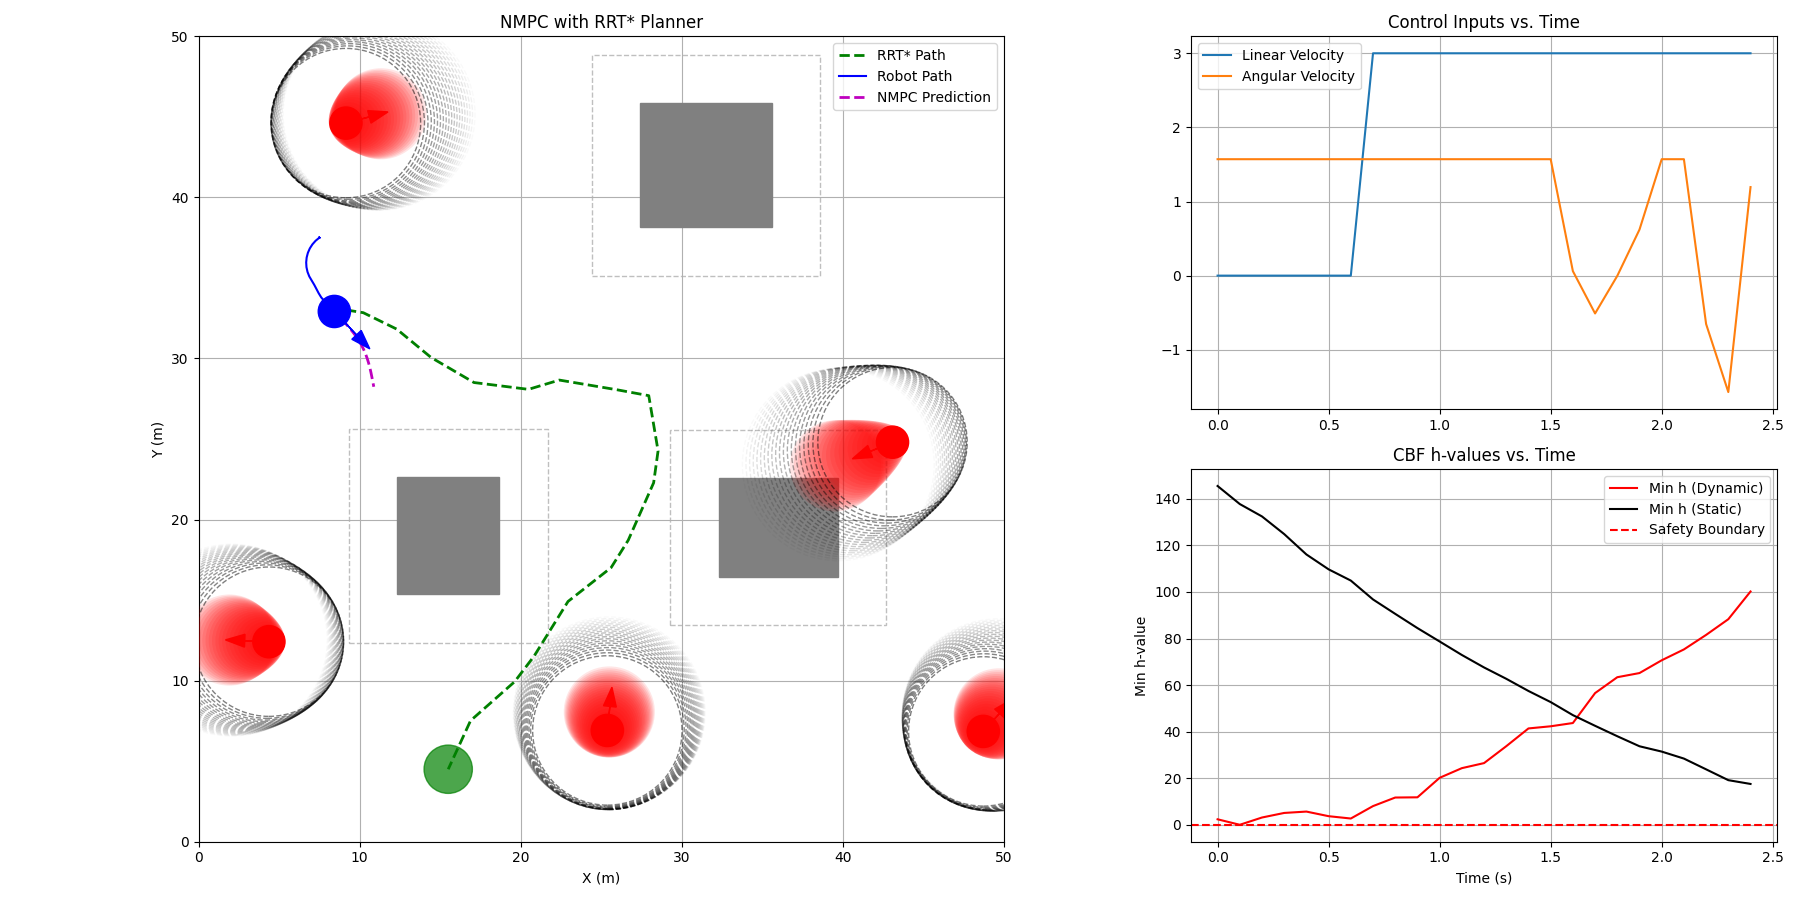 NMPC with RRT* Planner
50
40
30
20
10
0
Y (m)
0 10 20 30 40 50
X (m)
RRT* Path
Robot Path
NMPC Prediction
Control Inputs vs. Time
3
2
1
0
−1
Linear Velocity
Angular Velocity
0.0 0.5 1.0 1.5 2.0 2.5
CBF h-values vs. Time
140
120
100
80
60
40
20
0
Min h-value
Min h (Dynamic)
Min h (Static)
Safety Boundary
0.0 0.5 1.0 1.5 2.0 2.5
Time (s)